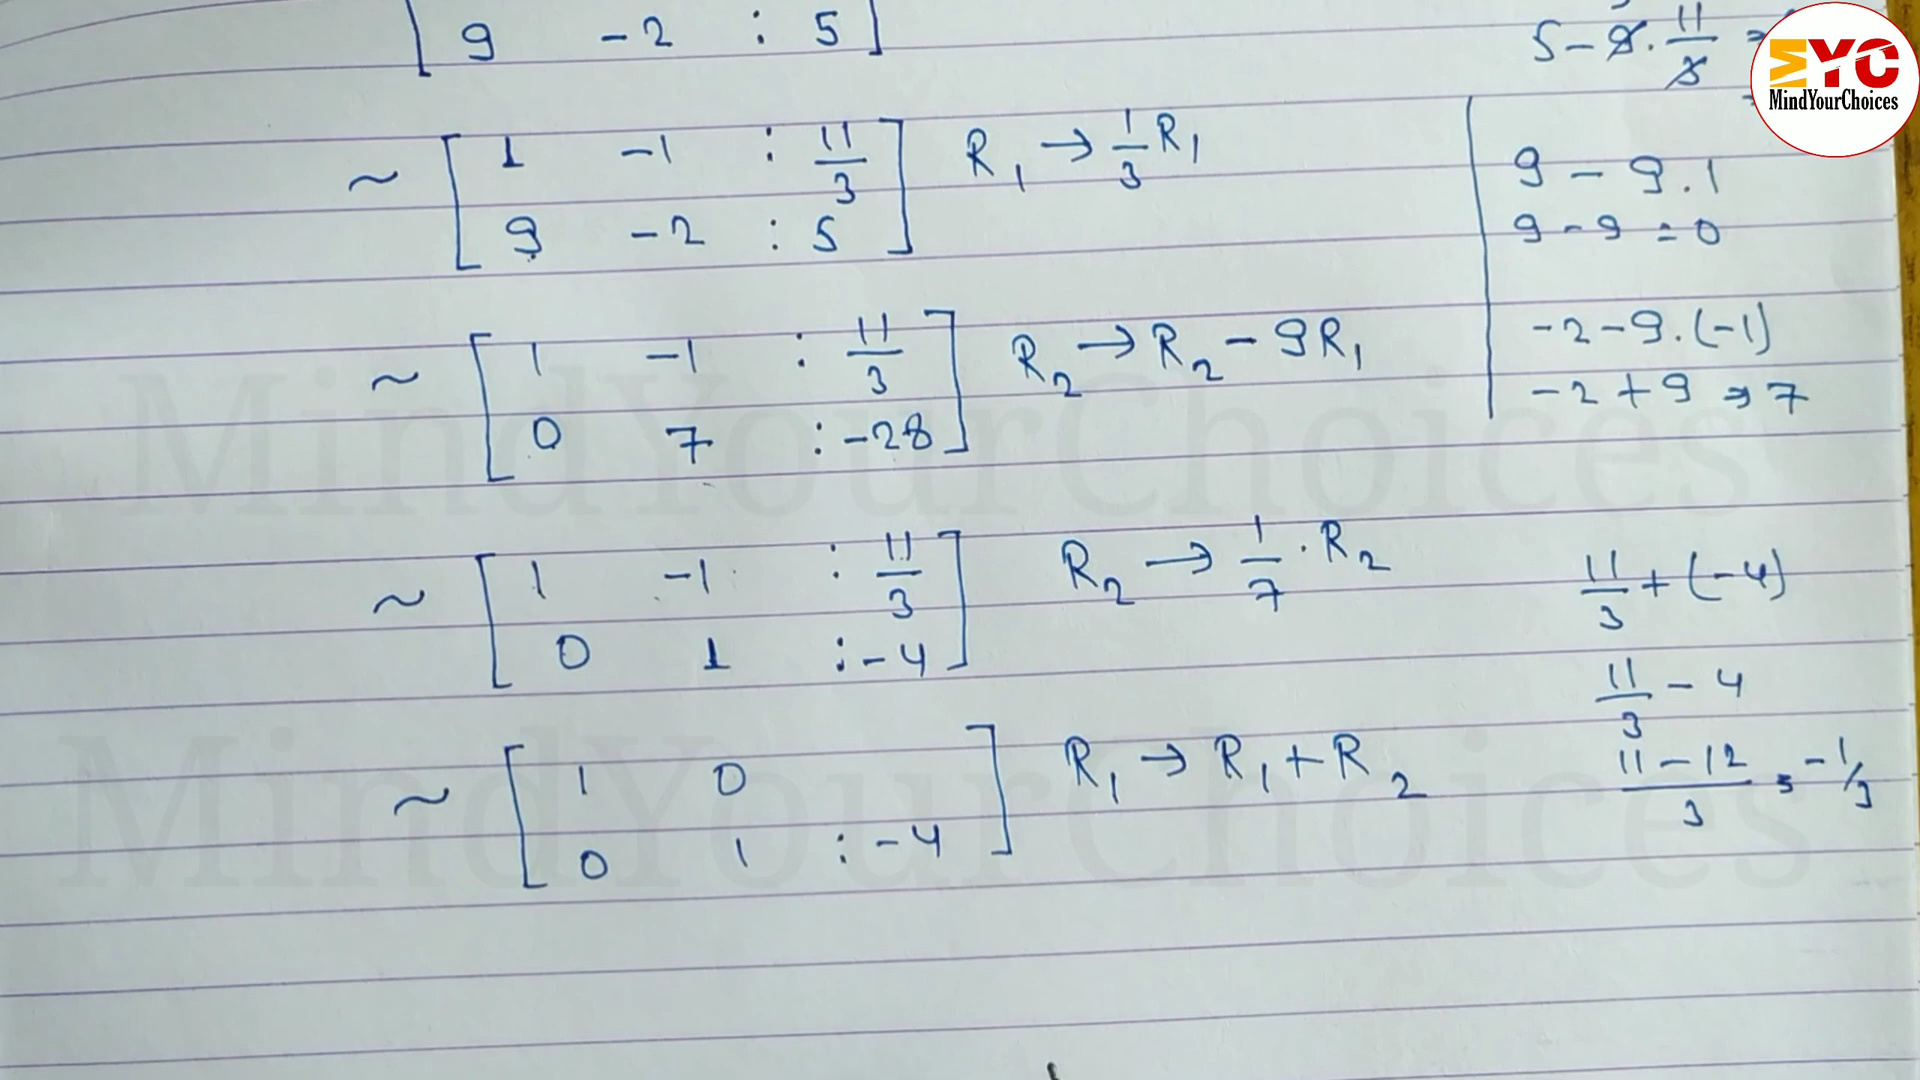 [ 9 -2 : 5 ]
5 - 9 . 11/3 =
MYC
MindYourChoices
~ [ 1 -1 : 11/3 ] R1 → 1/3 R1
[ 9 -2 : 5 ]
9 - 9 . 1
9 - 9 = 0
~ [ 1 -1 : 11/3 ] R2 → R2 - 9R1
[ 0 7 : -28 ]
-2 - 9 . (-1)
-2 + 9 ⇒ 7
MindYourChoices
~ [ 1 -1 : 11/3 ] R2 → 1/7 . R2
[ 0 1 : -4 ]
11/3 + (-4)
11/3 - 4
11 - 12 / 3 = -1/3
~ [ 1 0 ] R1 → R1 + R2
[ 0 1 : -4 ]
MindYourChoices